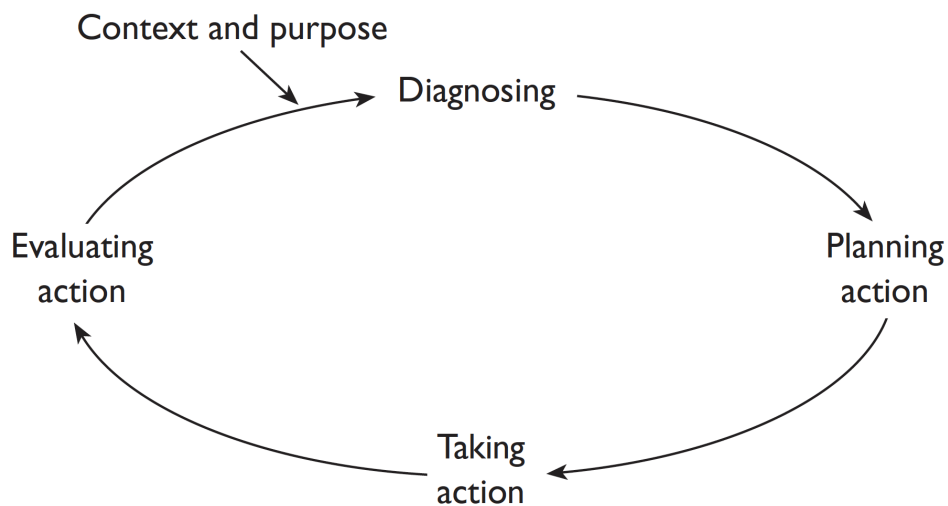 Context and purpose
Diagnosing
Evaluating
action
Planning
action
Taking
action